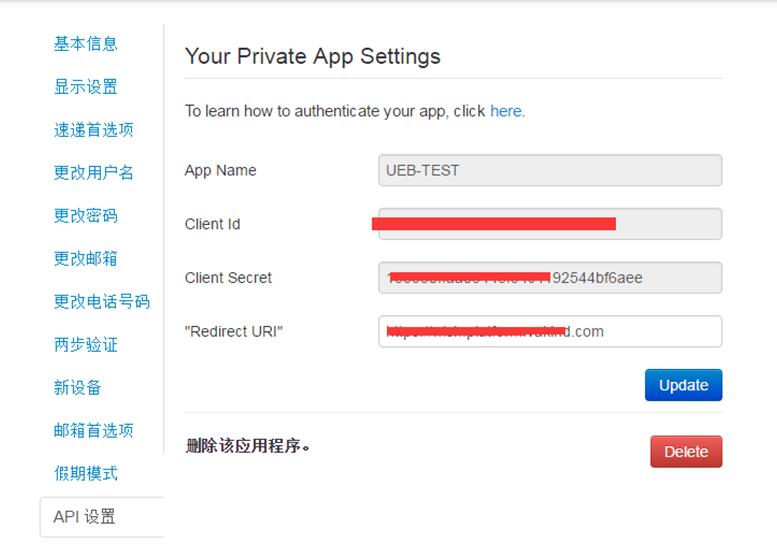 基本信息
显示设置
速递首选项
更改用户名
更改密码
更改邮箱
更改电话号码
两步验证
新设备
邮箱首选项
假期模式
API 设置
Your Private App Settings
To learn how to authenticate your app, click here.
App Name
UEB-TEST
Client Id
Client Secret
92544bf6aee
"Redirect URI"
.com
Update
删除该应用程序。
Delete